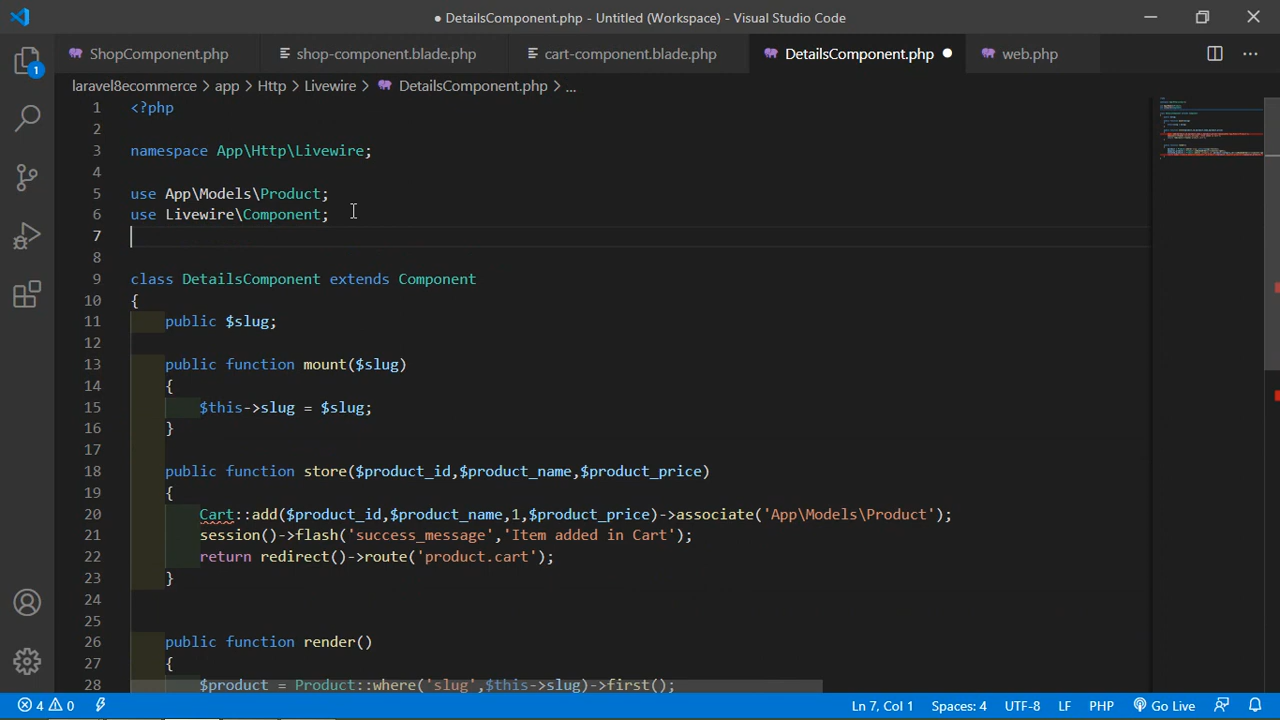 ● DetailsComponent.php - Untitled (Workspace) - Visual Studio Code
ShopComponent.php shop-component.blade.php cart-component.blade.php DetailsComponent.php ● web.php
1
laravel8ecommerce > app > Http > Livewire > DetailsComponent.php > ...
1 <?php
2
3 namespace App\Http\Livewire;
4
5 use App\Models\Product;
6 use Livewire\Component;
7
8
9 class DetailsComponent extends Component
10 {
11     public $slug;
12
13     public function mount($slug)
14     {
15         $this->slug = $slug;
16     }
17
18     public function store($product_id,$product_name,$product_price)
19     {
20         Cart::add($product_id,$product_name,1,$product_price)->associate('App\Models\Product');
21         session()->flash('success_message','Item added in Cart');
22         return redirect()->route('product.cart');
23     }
24
25
26     public function render()
27     {
28         $product = Product::where('slug',$this->slug)->first();
4 0 Ln 7, Col 1 Spaces: 4 UTF-8 LF PHP Go Live